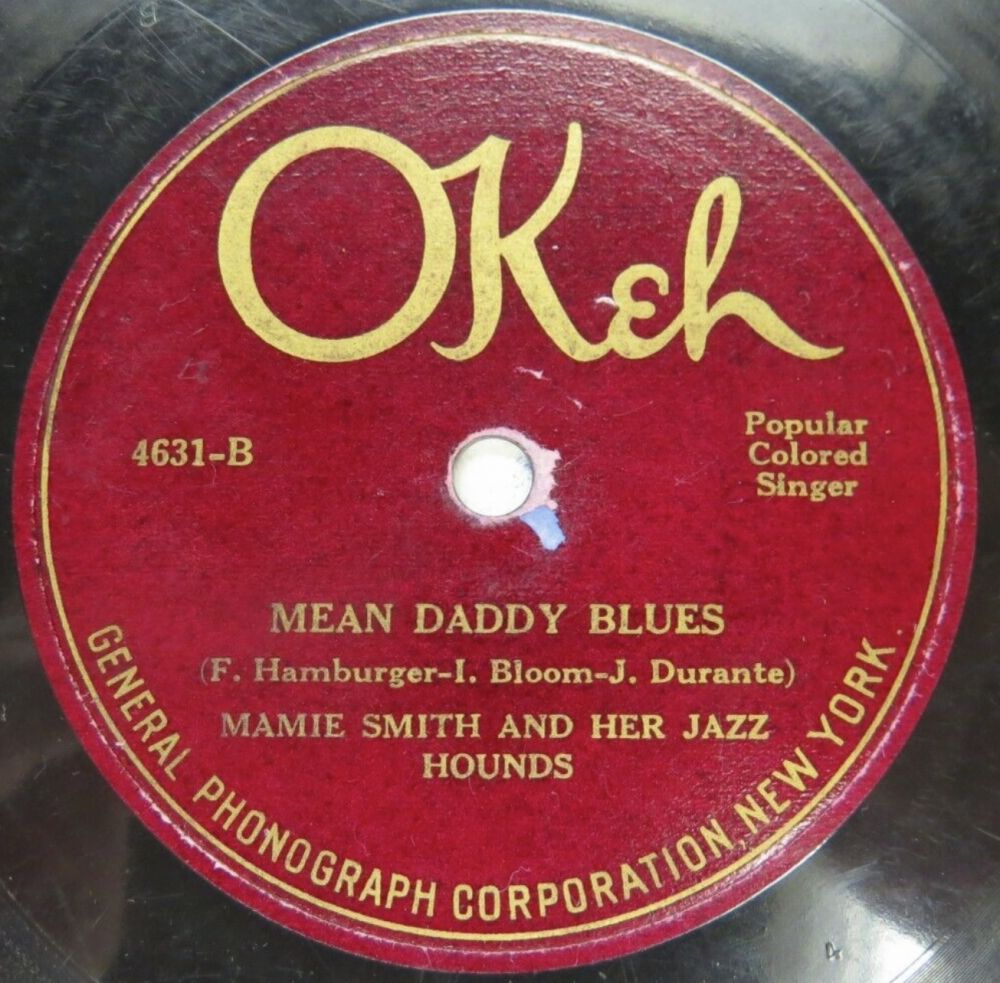 OKeh
4631-B
Popular
Colored
Singer
MEAN DADDY BLUES
(F. Hamburger-I. Bloom-J. Durante)
MAMIE SMITH AND HER JAZZ
HOUNDS
GENERAL PHONOGRAPH CORPORATION, NEW YORK.
4